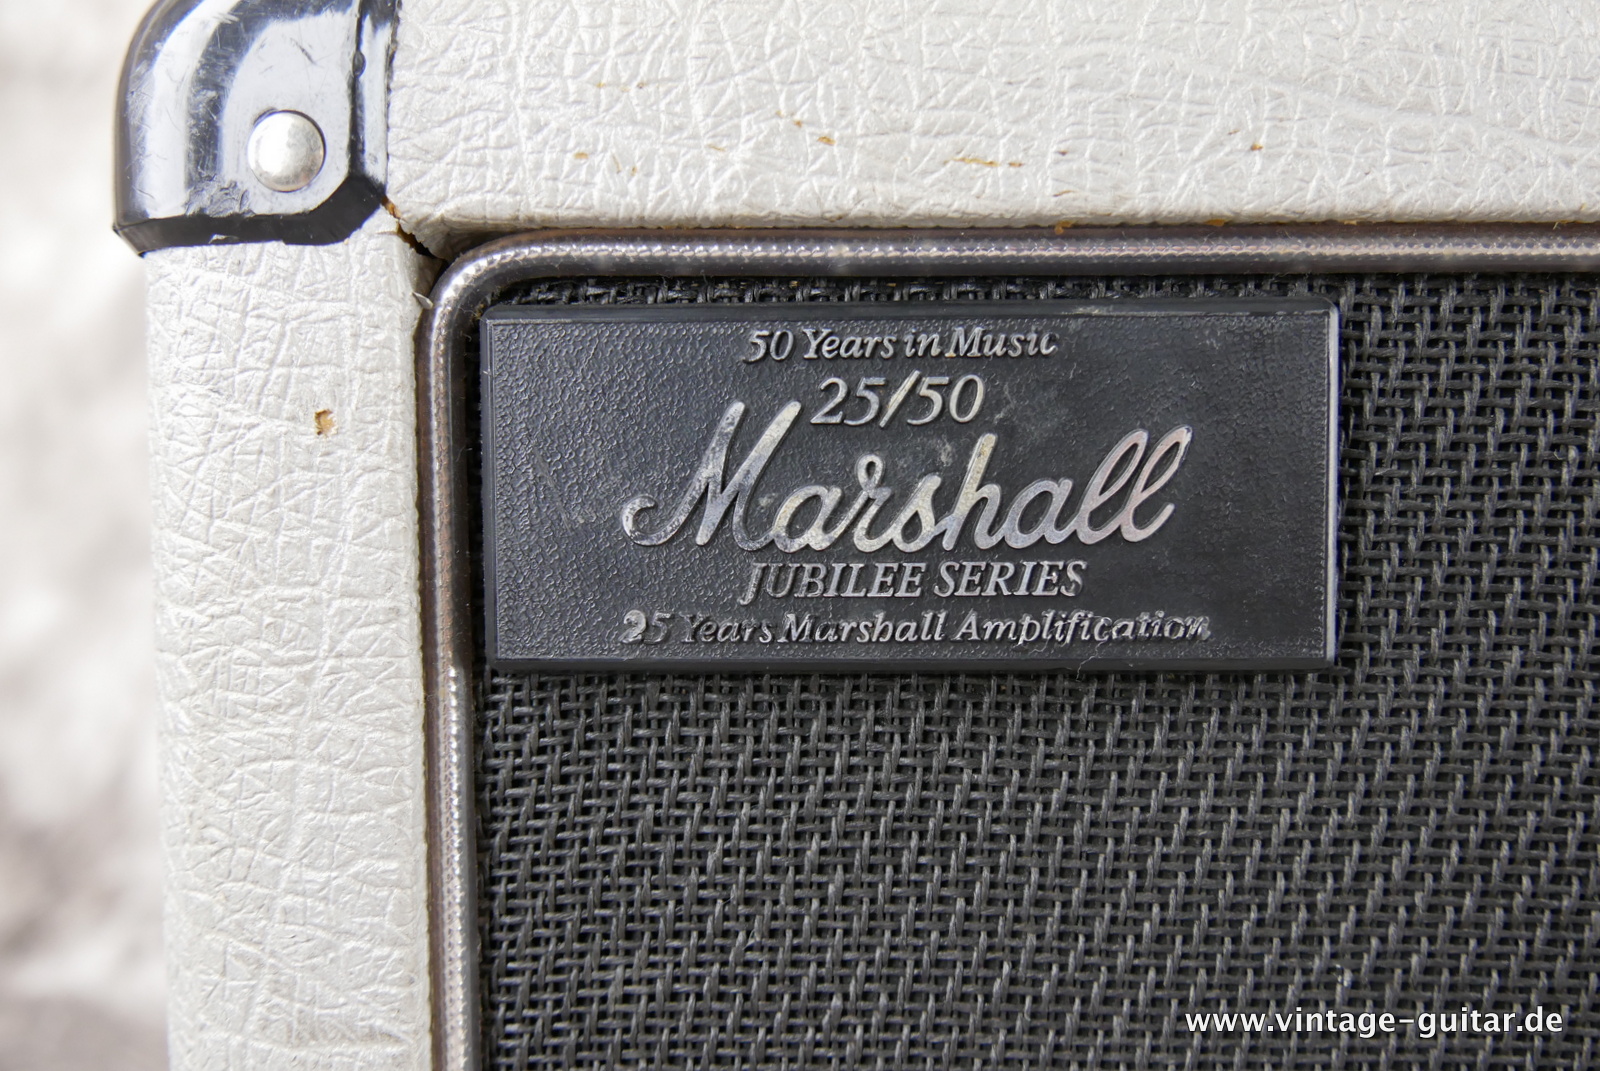 50 Years in Music
25/50
Marshall
JUBILEE SERIES
25 Years Marshall Amplification
www.vintage-guitar.de